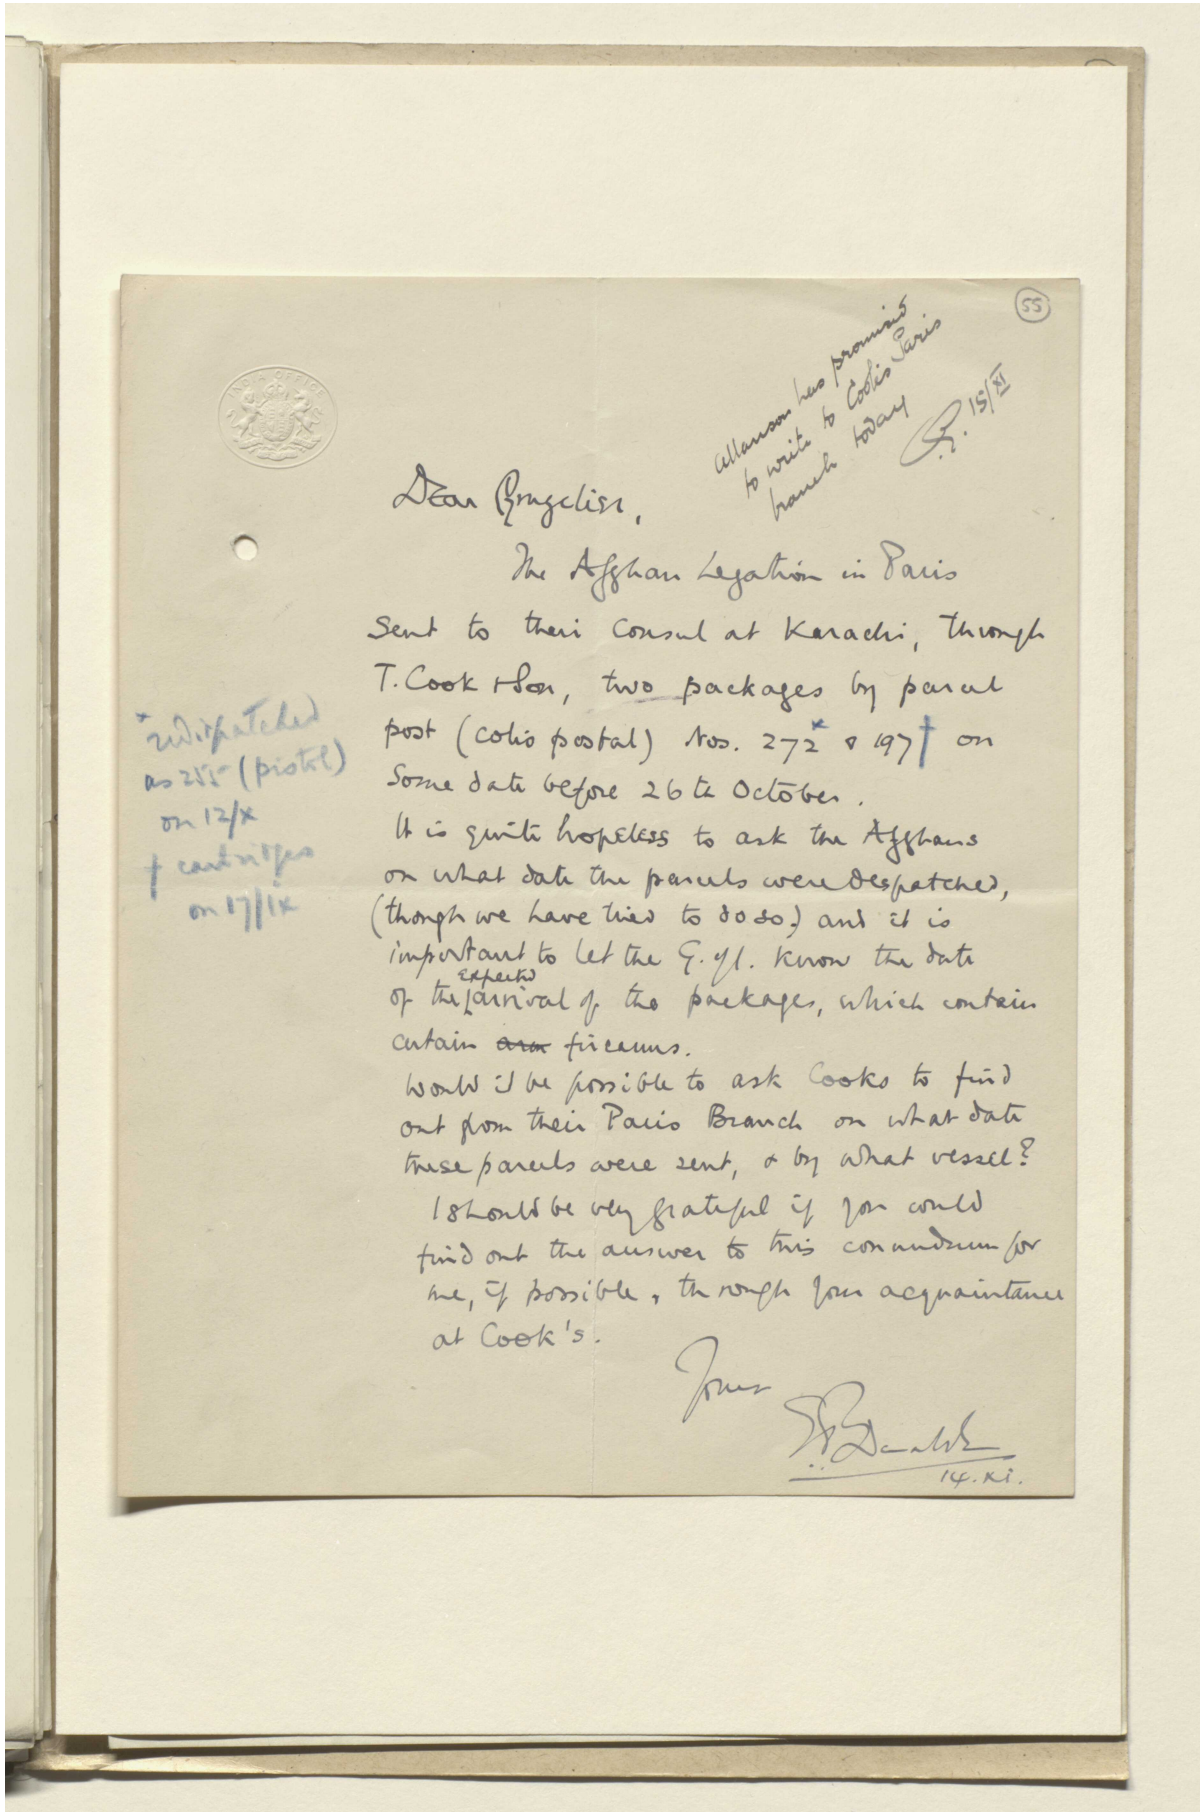 55
Allanson has promised
to write to Cooks Paris
branch today
R. 15/XI
INDIA OFFICE
Dear
The Afghan Legation in Paris
sent to their Consul at Karachi, through
T. Cook & Son, two packages by parcel
post (colis postal) Nos. 272* & 197† on
some date before 26th October.
It is quite hopeless to ask the Afghans
on what date the parcels were despatched,
(though we have tried to do so.) and it is
important to let the G. of I. know the date
of the expected arrival of the packages, which contain
certain arm firearms.
Would it be possible to ask Cooks to find
out from their Paris Branch on what date
these parcels were sent, & by what vessel?
I should be very grateful if you could
find out the answer to this conundrum for
me, if possible, through your acquaintance
at Cook's.
Yours
Donaldson
14.xi.
* redispatched
as 255 (pistol)
on 12/x
† cartridges
on 17/ix